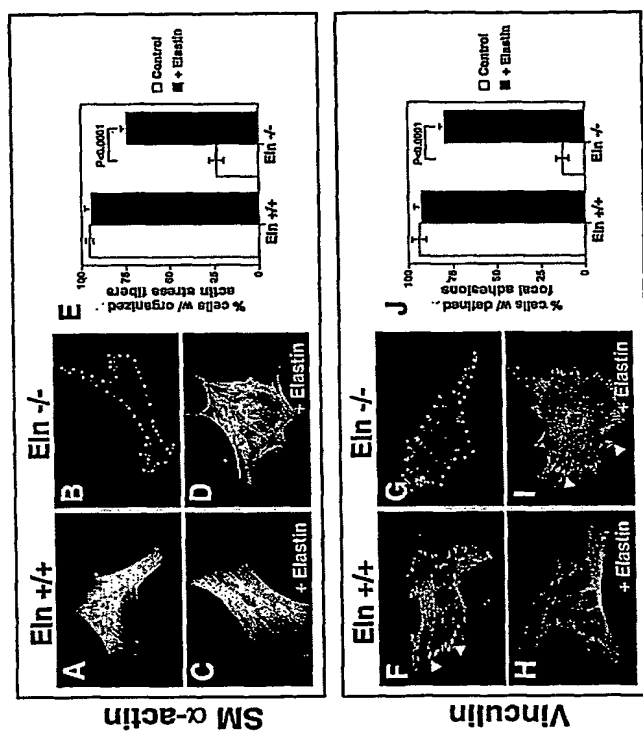 SM α-actin
Eln +/+
Eln -/-
A
B
C
+ Elastin
D
+ Elastin
E
% cells w/ organized..
actin stress fibers
100
75
50
25
0
P<0.0001
Eln +/+
Eln -/-
Control
+ Elastin
Vinculin
Eln +/+
Eln -/-
F
G
H
+ Elastin
I
+ Elastin
J
% cells w/ defined..
focal adhesions
100
75
50
25
0
P<0.0001
Eln +/+
Eln -/-
Control
+ Elastin